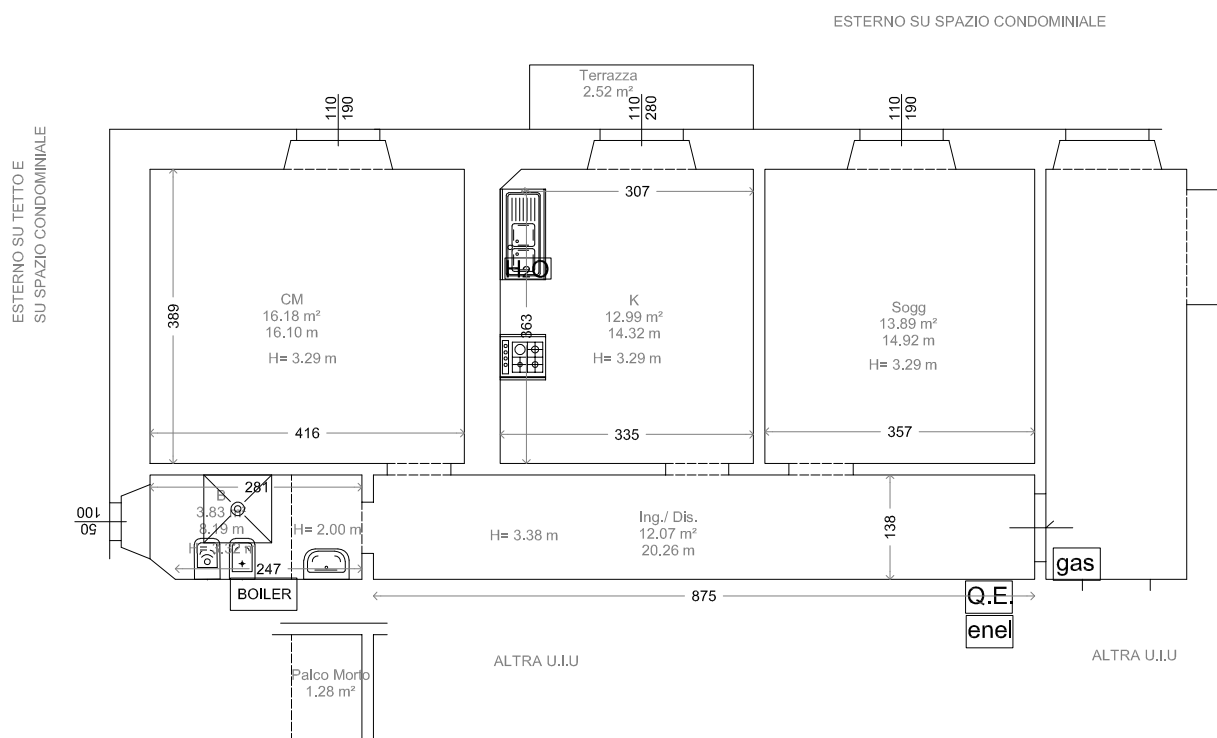 ESTERNO SU SPAZIO CONDOMINIALE
ESTERNO SU TETTO E
SU SPAZIO CONDOMINIALE
Terrazza
2.52 m²
110
190
110
280
110
190
307
389
363
CM
16.18 m²
16.10 m
H= 3.29 m
H2O
K
12.99 m²
14.32 m
H= 3.29 m
Sogg
13.89 m²
14.92 m
H= 3.29 m
416
335
357
281
B
3.83 m²
8.19 m
H= 2.00 m
247
50
100
BOILER
H= 3.38 m
Ing./ Dis.
12.07 m²
20.26 m
138
875
gas
Q.E.
enel
ALTRA U.I.U
ALTRA U.I.U
Palco Morto
1.28 m²